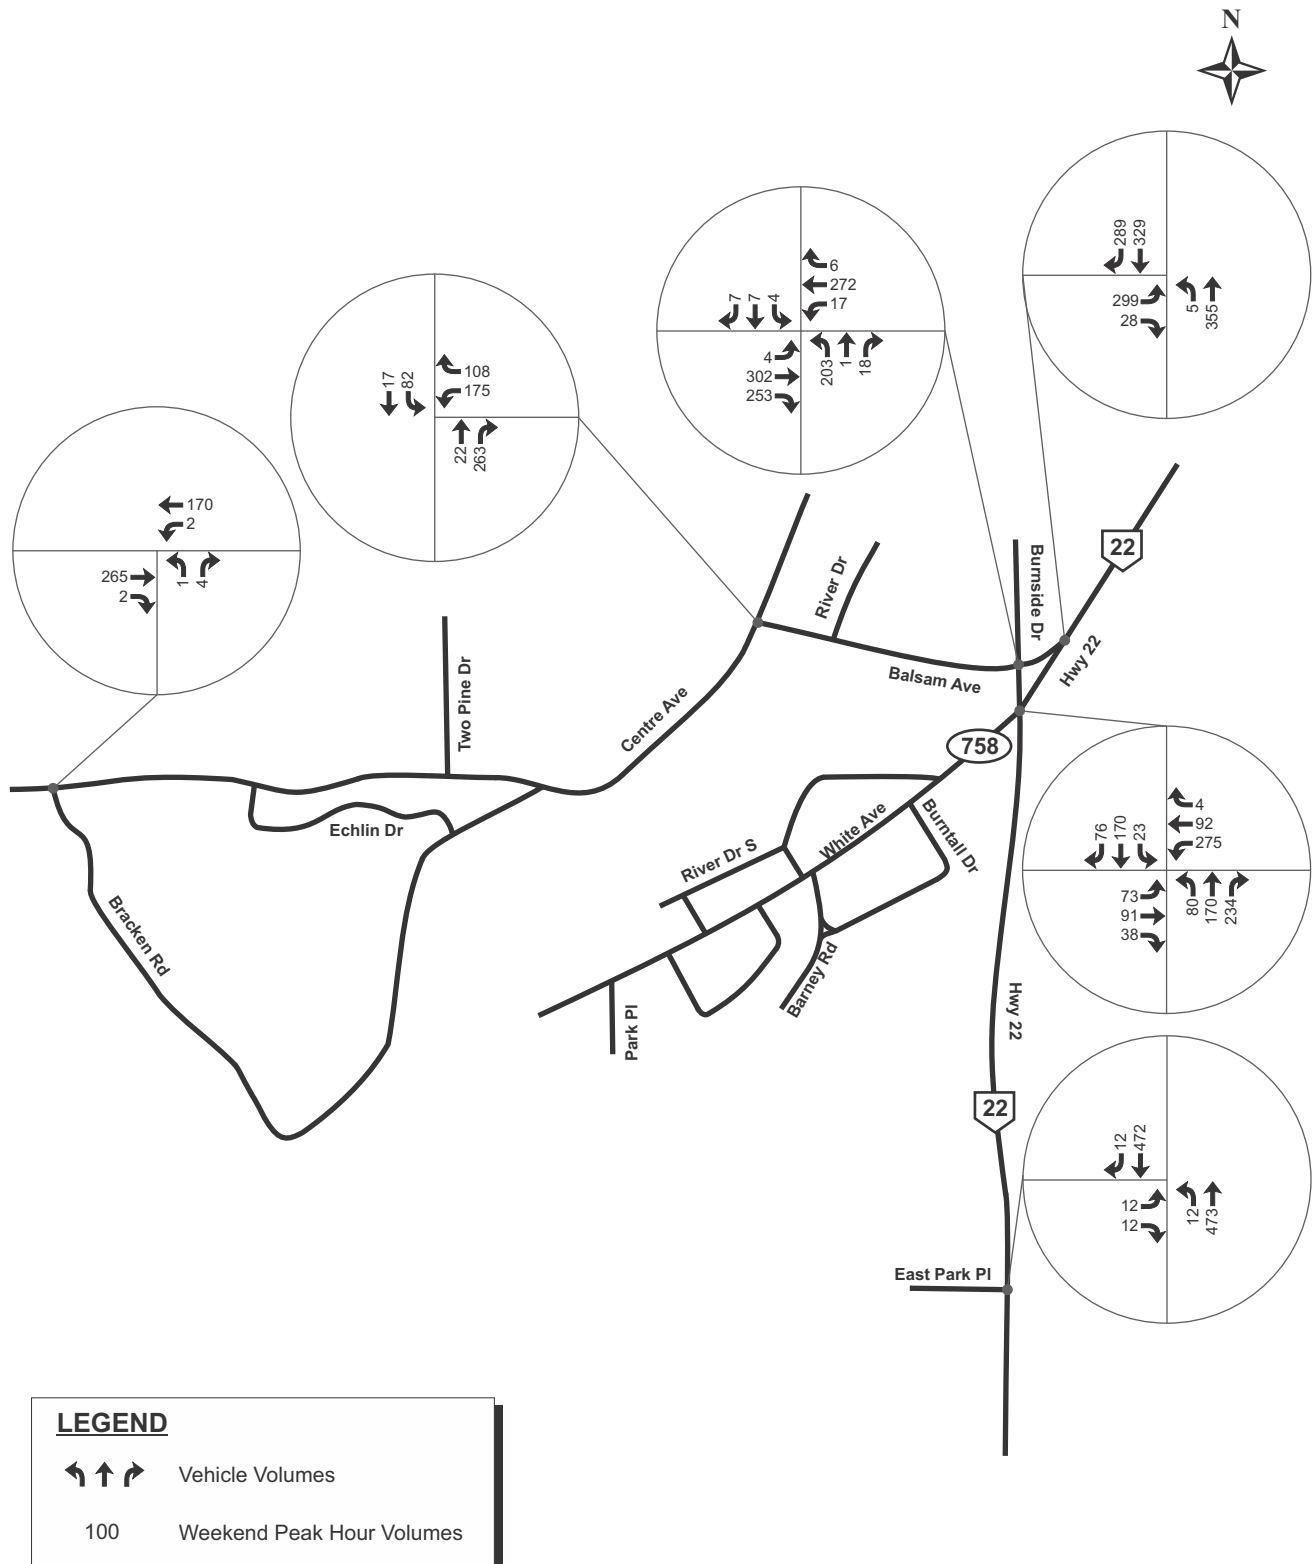 N
289
329
299
28
5
355
6
272
17
7
7
4
4
302
253
203
1
18
17
82
108
175
22
263
170
2
265
2
1
4
22
River Dr
Burnside Dr
Hwy 22
Balsam Ave
Two Pine Dr
Centre Ave
758
4
92
275
76
170
23
73
91
38
80
170
234
Echlin Dr
White Ave
Burntall Dr
River Dr S
Bracken Rd
Barney Rd
Park Pl
Hwy 22
22
12
472
12
12
12
473
East Park Pl
LEGEND
Vehicle Volumes
100 Weekend Peak Hour Volumes